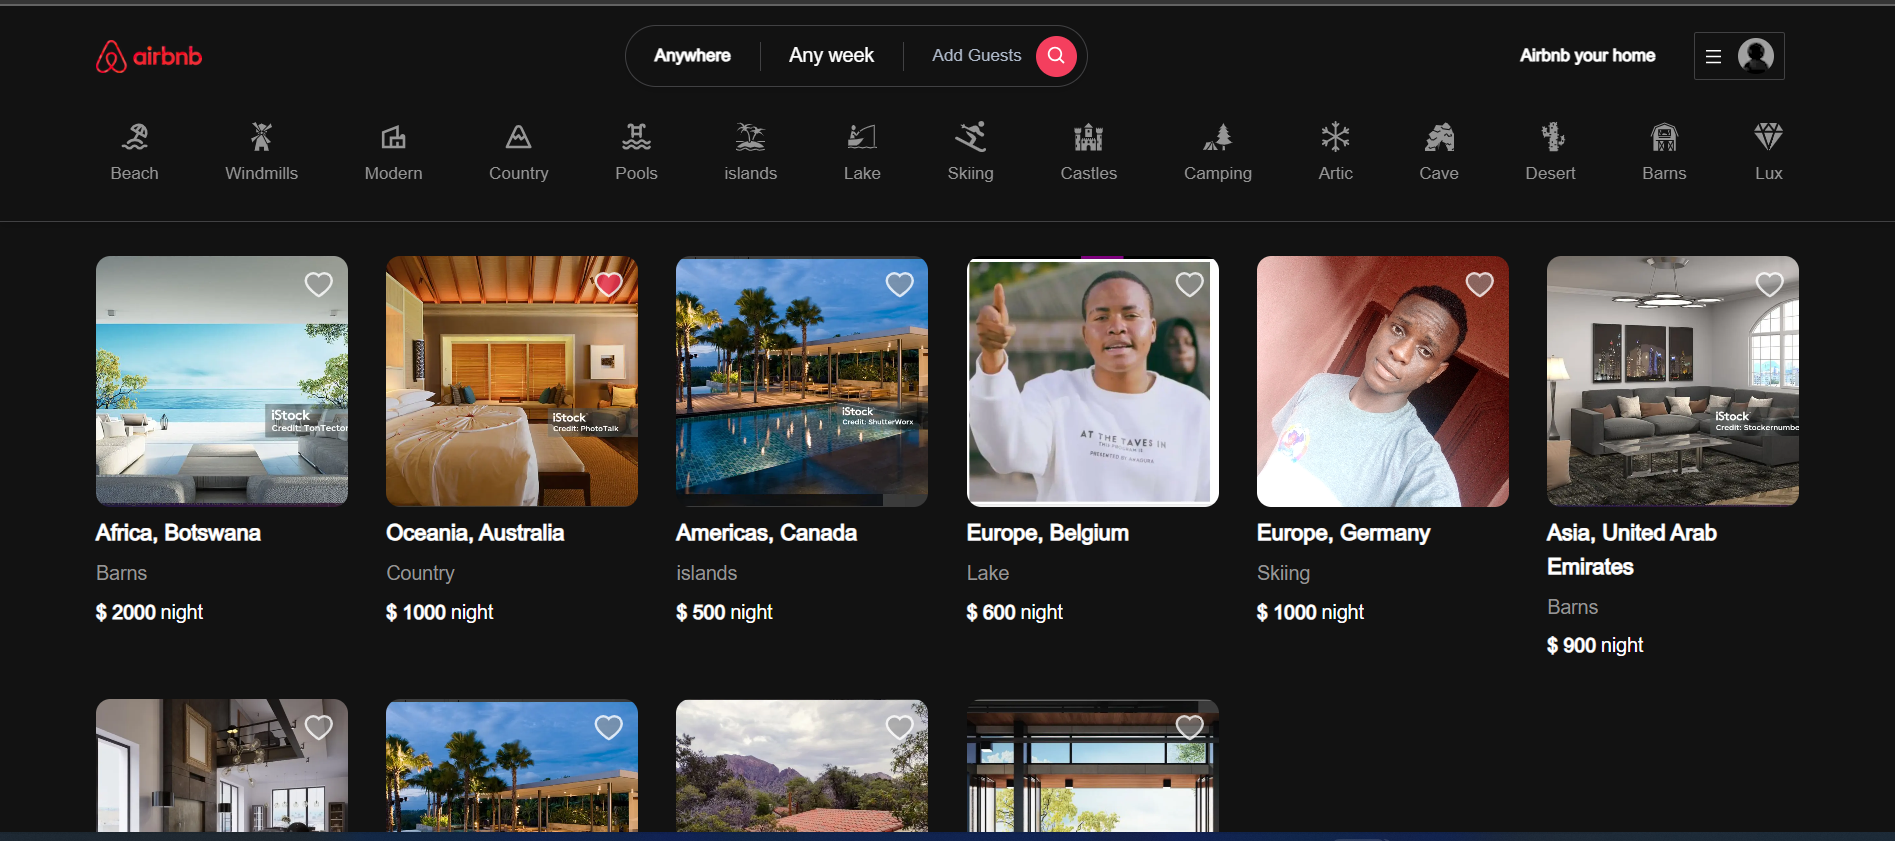 airbnb
Anywhere
Any week
Add Guests
Airbnb your home
Beach
Windmills
Modern
Country
Pools
islands
Lake
Skiing
Castles
Camping
Artic
Cave
Desert
Barns
Lux
iStock
Credit: TonTector
iStock
Credit: PhotoTalk
iStock
Credit: ShutterWorx
AT THE TAVES IN
THIS PROGRAM IS
iStock
Credit: Stockernumbe
Africa, Botswana
Barns
$ 2000 night
Oceania, Australia
Country
$ 1000 night
Americas, Canada
islands
$ 500 night
Europe, Belgium
Lake
$ 600 night
Europe, Germany
Skiing
$ 1000 night
Asia, United Arab
Emirates
Barns
$ 900 night